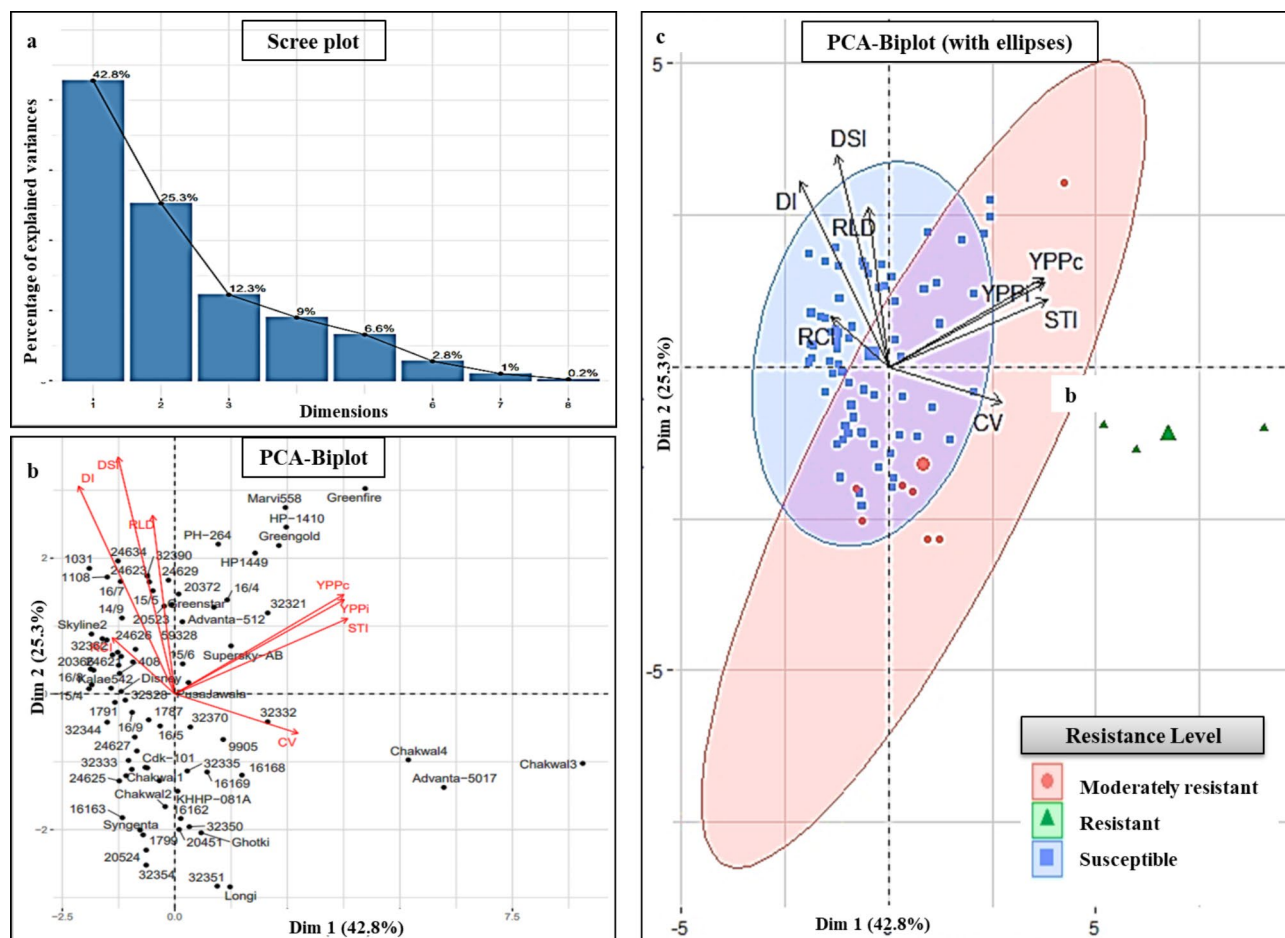 a
Scree plot
Percentage of explained variances
42.8%
25.3%
12.3%
9%
6.6%
2.8%
1%
0.2%
1
2
3
4
5
6
7
8
Dimensions
b
PCA-Biplot
Dim 2 (25.3%)
2
0
-2
DSI
DI
RLD
YPPc
YPPi
STI
CV
Marvi558
Greenfire
HP-1410
PH-264
Greengold
HP1449
24634
32390
1031
24623
24629
1108
16/7
20372
16/4
15/5
Greenstar
32321
14/9
20523
Advanta-512
Skyline2
24626
59328
32362
15/6
Supersky-AB
408
Kalae542
Disney
15/4
32323
1791
1787
32370
32332
32344
16/9
16/5
24627
9905
Chakwal4
Chakwal3
32333
Cdk-101
32335
16168
Advanta-5017
24625
Chakwal1
16169
Chakwal2
KHHP-081A
16163
16162
Syngenta
32350
1799
20451
Ghotki
20524
32354
32351
Longi
-2.5
0.0
7.5
Dim 1 (42.8%)
c
PCA-Biplot (with ellipses)
Dim 2 (25.3%)
5
-5
DSI
DI
RLD
RCI
YPPc
YPPi
STI
CV
b
Resistance Level
Moderately resistant
Resistant
Susceptible
-5
5
Dim 1 (42.8%)